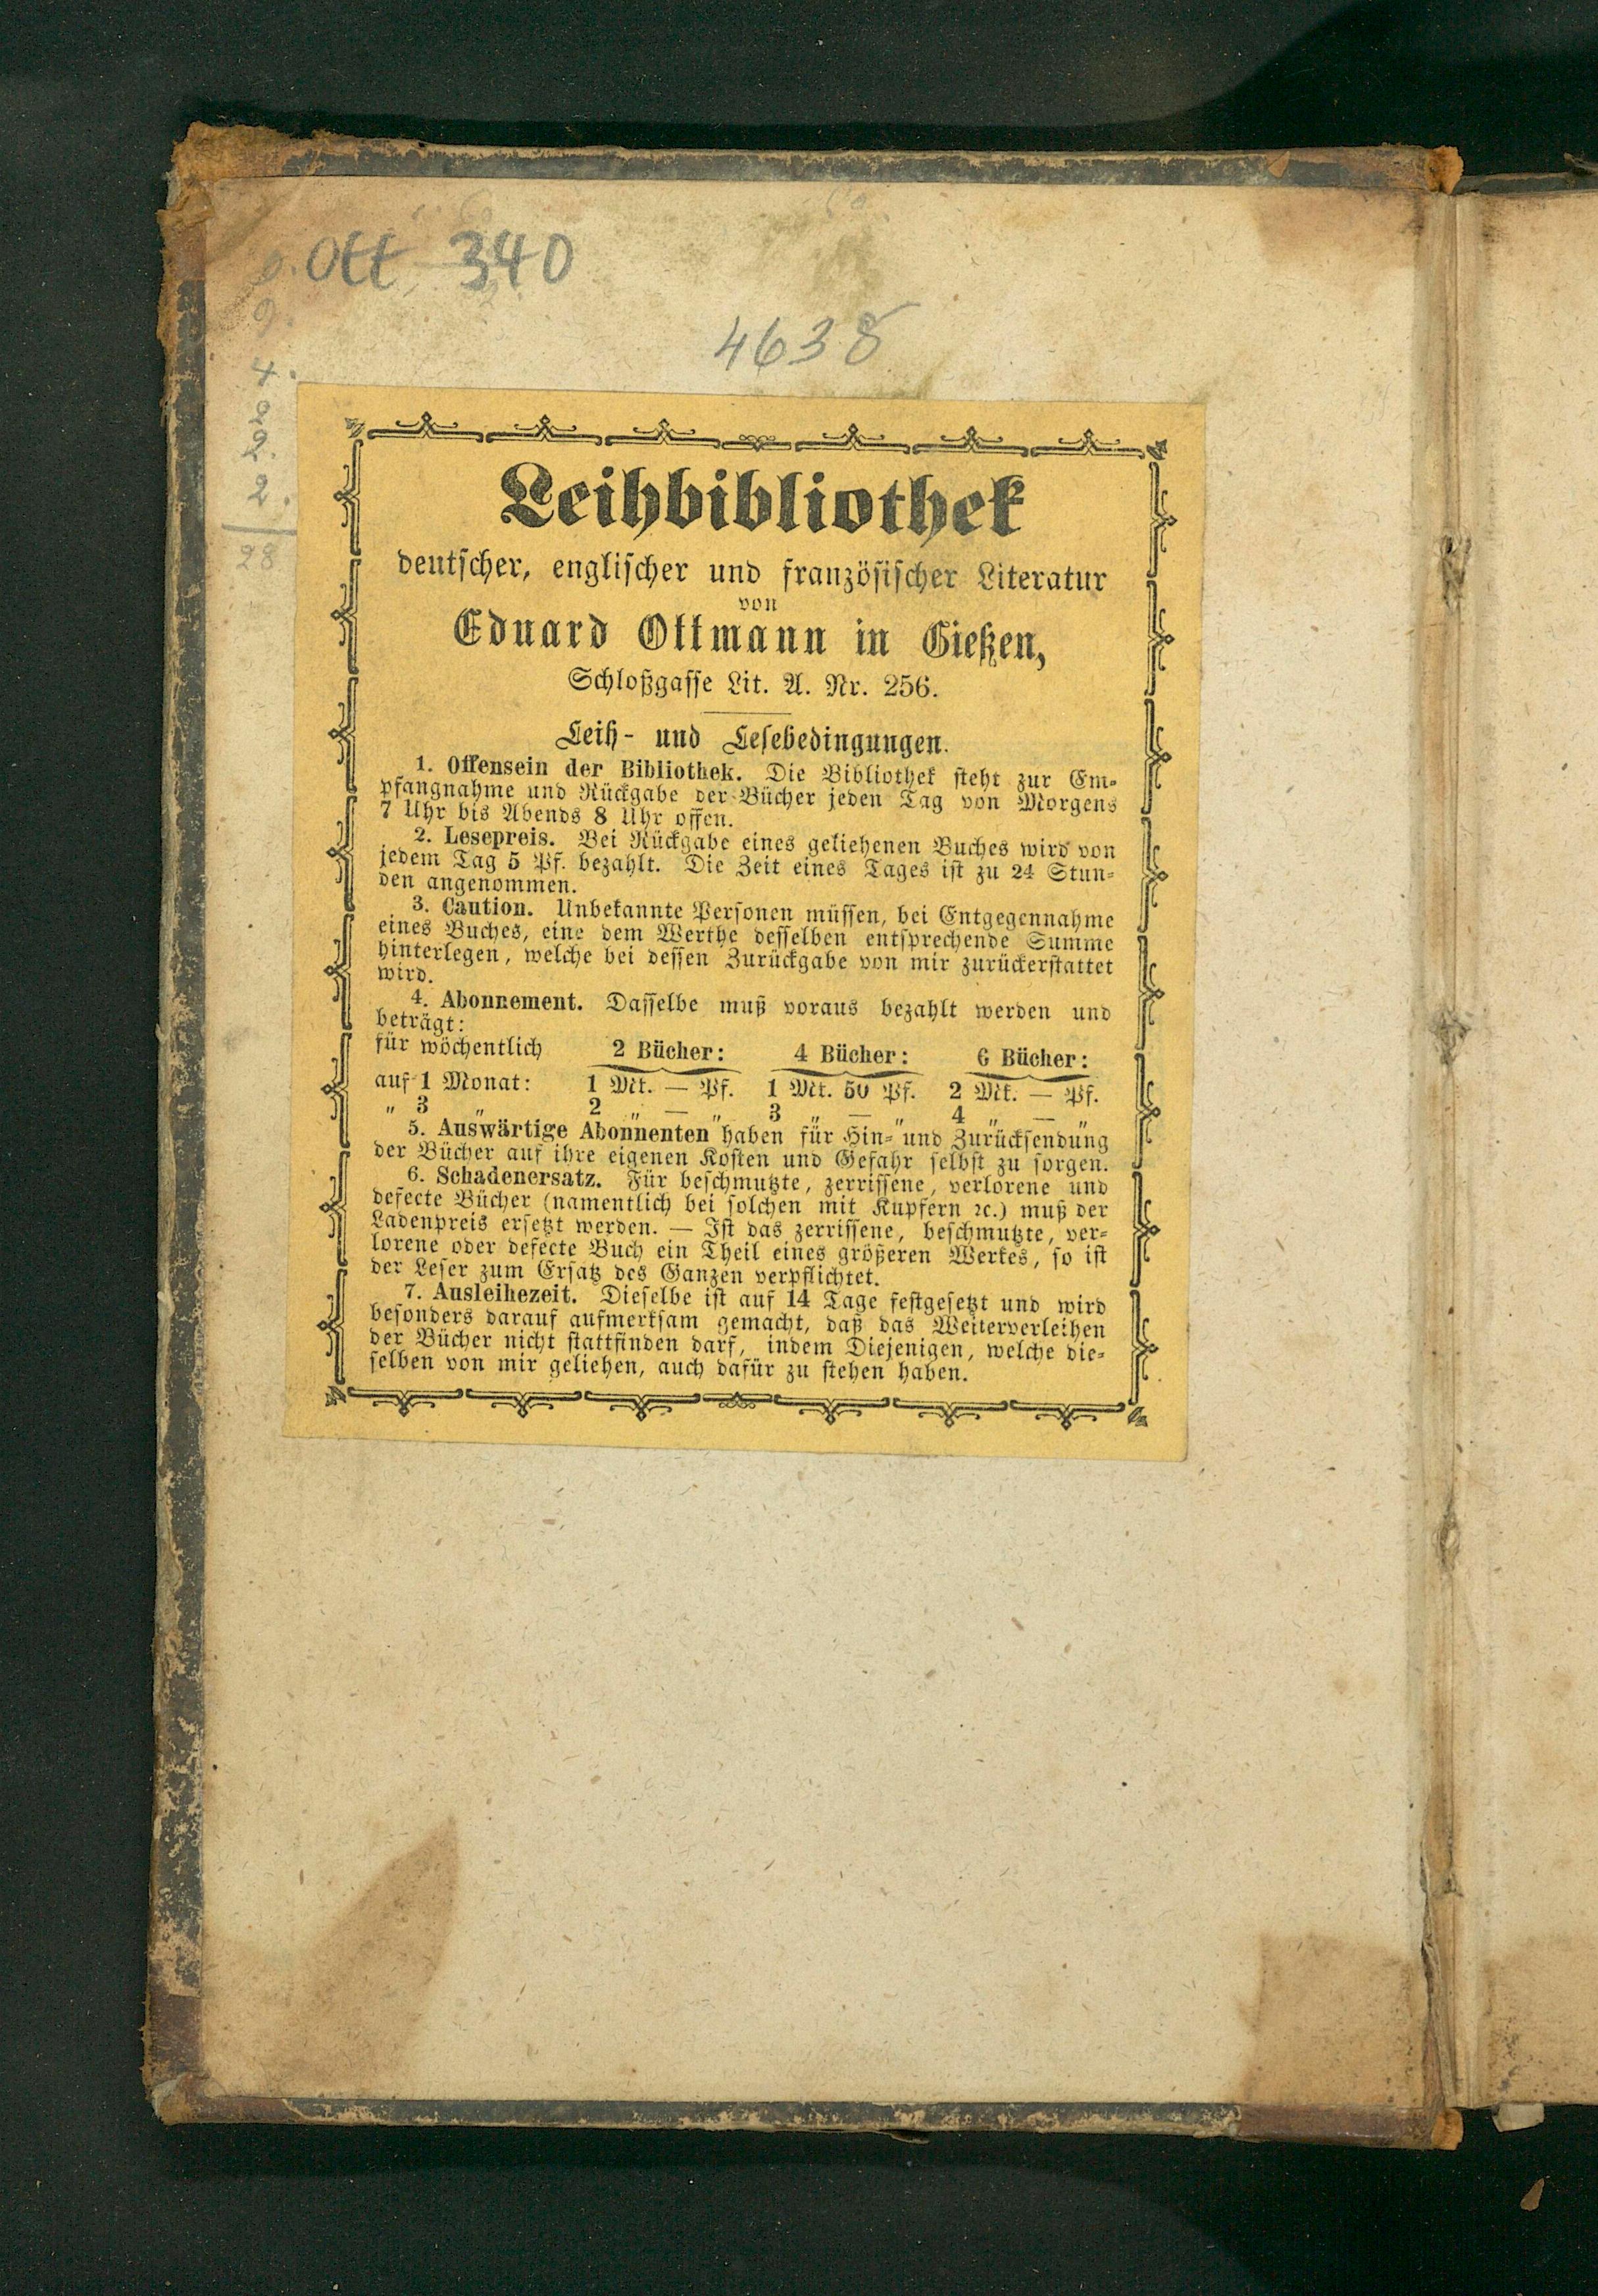 Ott 340
4638
4.
2
2.
2.
28
Leihbibliothek
deutscher, englischer und französischer Literatur
von
Eduard Ottmann in Gießen,
Schloßgasse Lit. A. Nr. 256.
Leih- und Lesebedingungen.
1. Offensein der Bibliothek. Die Bibliothek steht zur Em-
pfangnahme und Rückgabe der Bücher jeden Tag von Morgens
7 Uhr bis Abends 8 Uhr offen.
2. Lesepreis. Bei Rückgabe eines geliehenen Buches wird von
jedem Tag 5 Pf. bezahlt. Die Zeit eines Tages ist zu 24 Stun-
den angenommen.
3. Caution. Unbekannte Personen müssen, bei Entgegennahme
eines Buches, eine dem Werthe desselben entsprechende Summe
hinterlegen, welche bei dessen Zurückgabe von mir zurückerstattet
wird.
4. Abonnement. Dasselbe muß voraus bezahlt werden und
beträgt:
für wöchentlich 2 Bücher: 4 Bücher: 6 Bücher:
auf 1 Monat: 1 Mk. — Pf. 1 Mk. 50 Pf. 2 Mk. — Pf.
" 3 " 2 " — " 3 " — " 4 " — "
5. Auswärtige Abonnenten haben für Hin- und Zurücksendung
der Bücher auf ihre eigenen Kosten und Gefahr selbst zu sorgen.
6. Schadenersatz. Für beschmutzte, zerrissene, verlorene und
defecte Bücher (namentlich bei solchen mit Kupfern ꝛc.) muß der
Ladenpreis ersetzt werden. — Ist das zerrissene, beschmutzte, ver-
lorene oder defecte Buch ein Theil eines größeren Werkes, so ist
der Leser zum Ersatz des Ganzen verpflichtet.
7. Ausleihezeit. Dieselbe ist auf 14 Tage festgesetzt und wird
besonders darauf aufmerksam gemacht, daß das Weiterverleihen
der Bücher nicht stattfinden darf, indem Diejenigen, welche die-
selben von mir geliehen, auch dafür zu stehen haben.